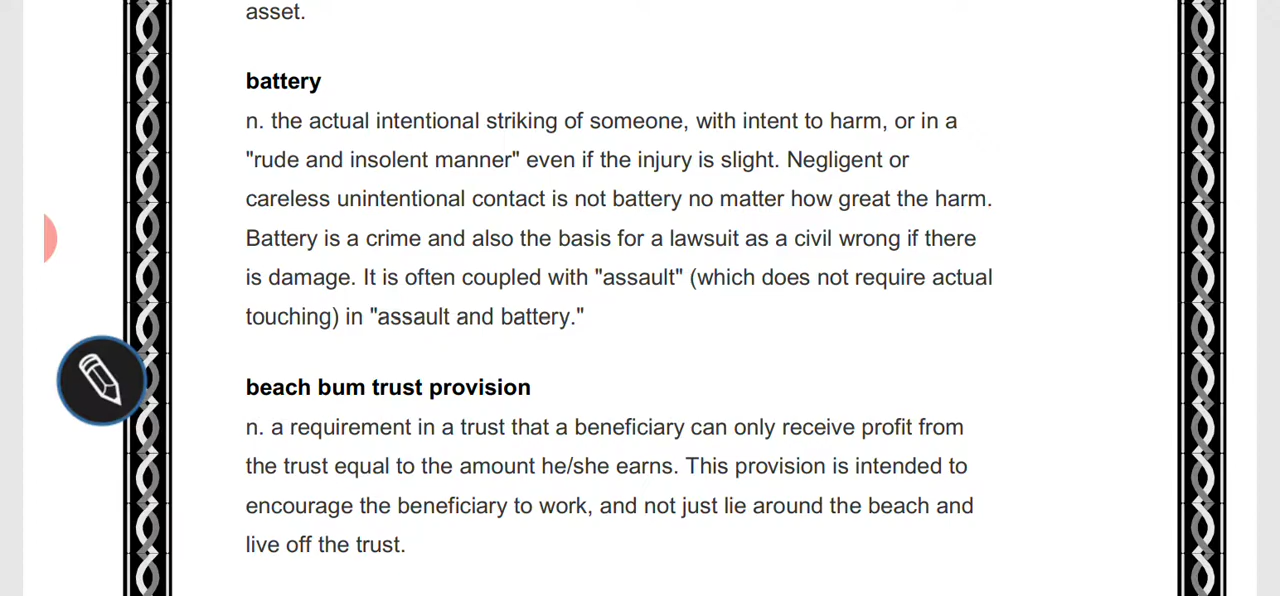 asset.
battery
n. the actual intentional striking of someone, with intent to harm, or in a
"rude and insolent manner" even if the injury is slight. Negligent or
careless unintentional contact is not battery no matter how great the harm.
Battery is a crime and also the basis for a lawsuit as a civil wrong if there
is damage. It is often coupled with "assault" (which does not require actual
touching) in "assault and battery."
beach bum trust provision
n. a requirement in a trust that a beneficiary can only receive profit from
the trust equal to the amount he/she earns. This provision is intended to
encourage the beneficiary to work, and not just lie around the beach and
live off the trust.